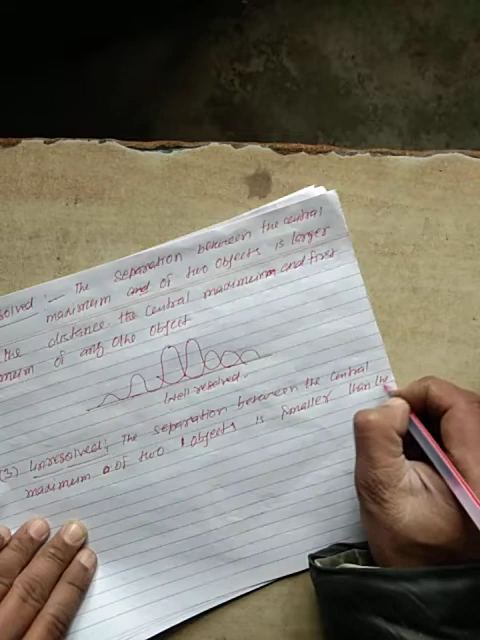 solved :- The separation between the central
maximum and of two objects is larger
the distance the central maximum and first
mum of any othe object
Well resolved.
(3) Unresolved; The separation between the central
maximum of two objects is smaller than the